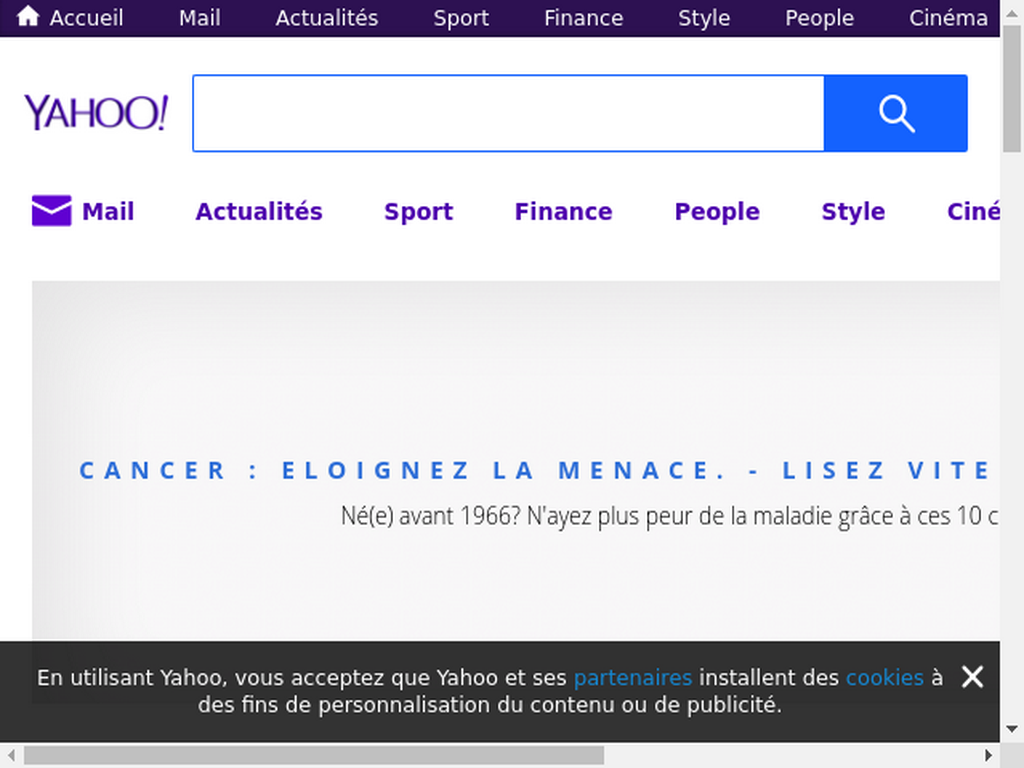 Accueil Mail Actualités Sport Finance Style People Cinéma
YAHOO!
Mail Actualités Sport Finance People Style Ciné
CANCER : ELOIGNEZ LA MENACE. - LISEZ VITE
Né(e) avant 1966? N'ayez plus peur de la maladie grâce à ces 10 c
En utilisant Yahoo, vous acceptez que Yahoo et ses partenaires installent des cookies à
des fins de personnalisation du contenu ou de publicité.